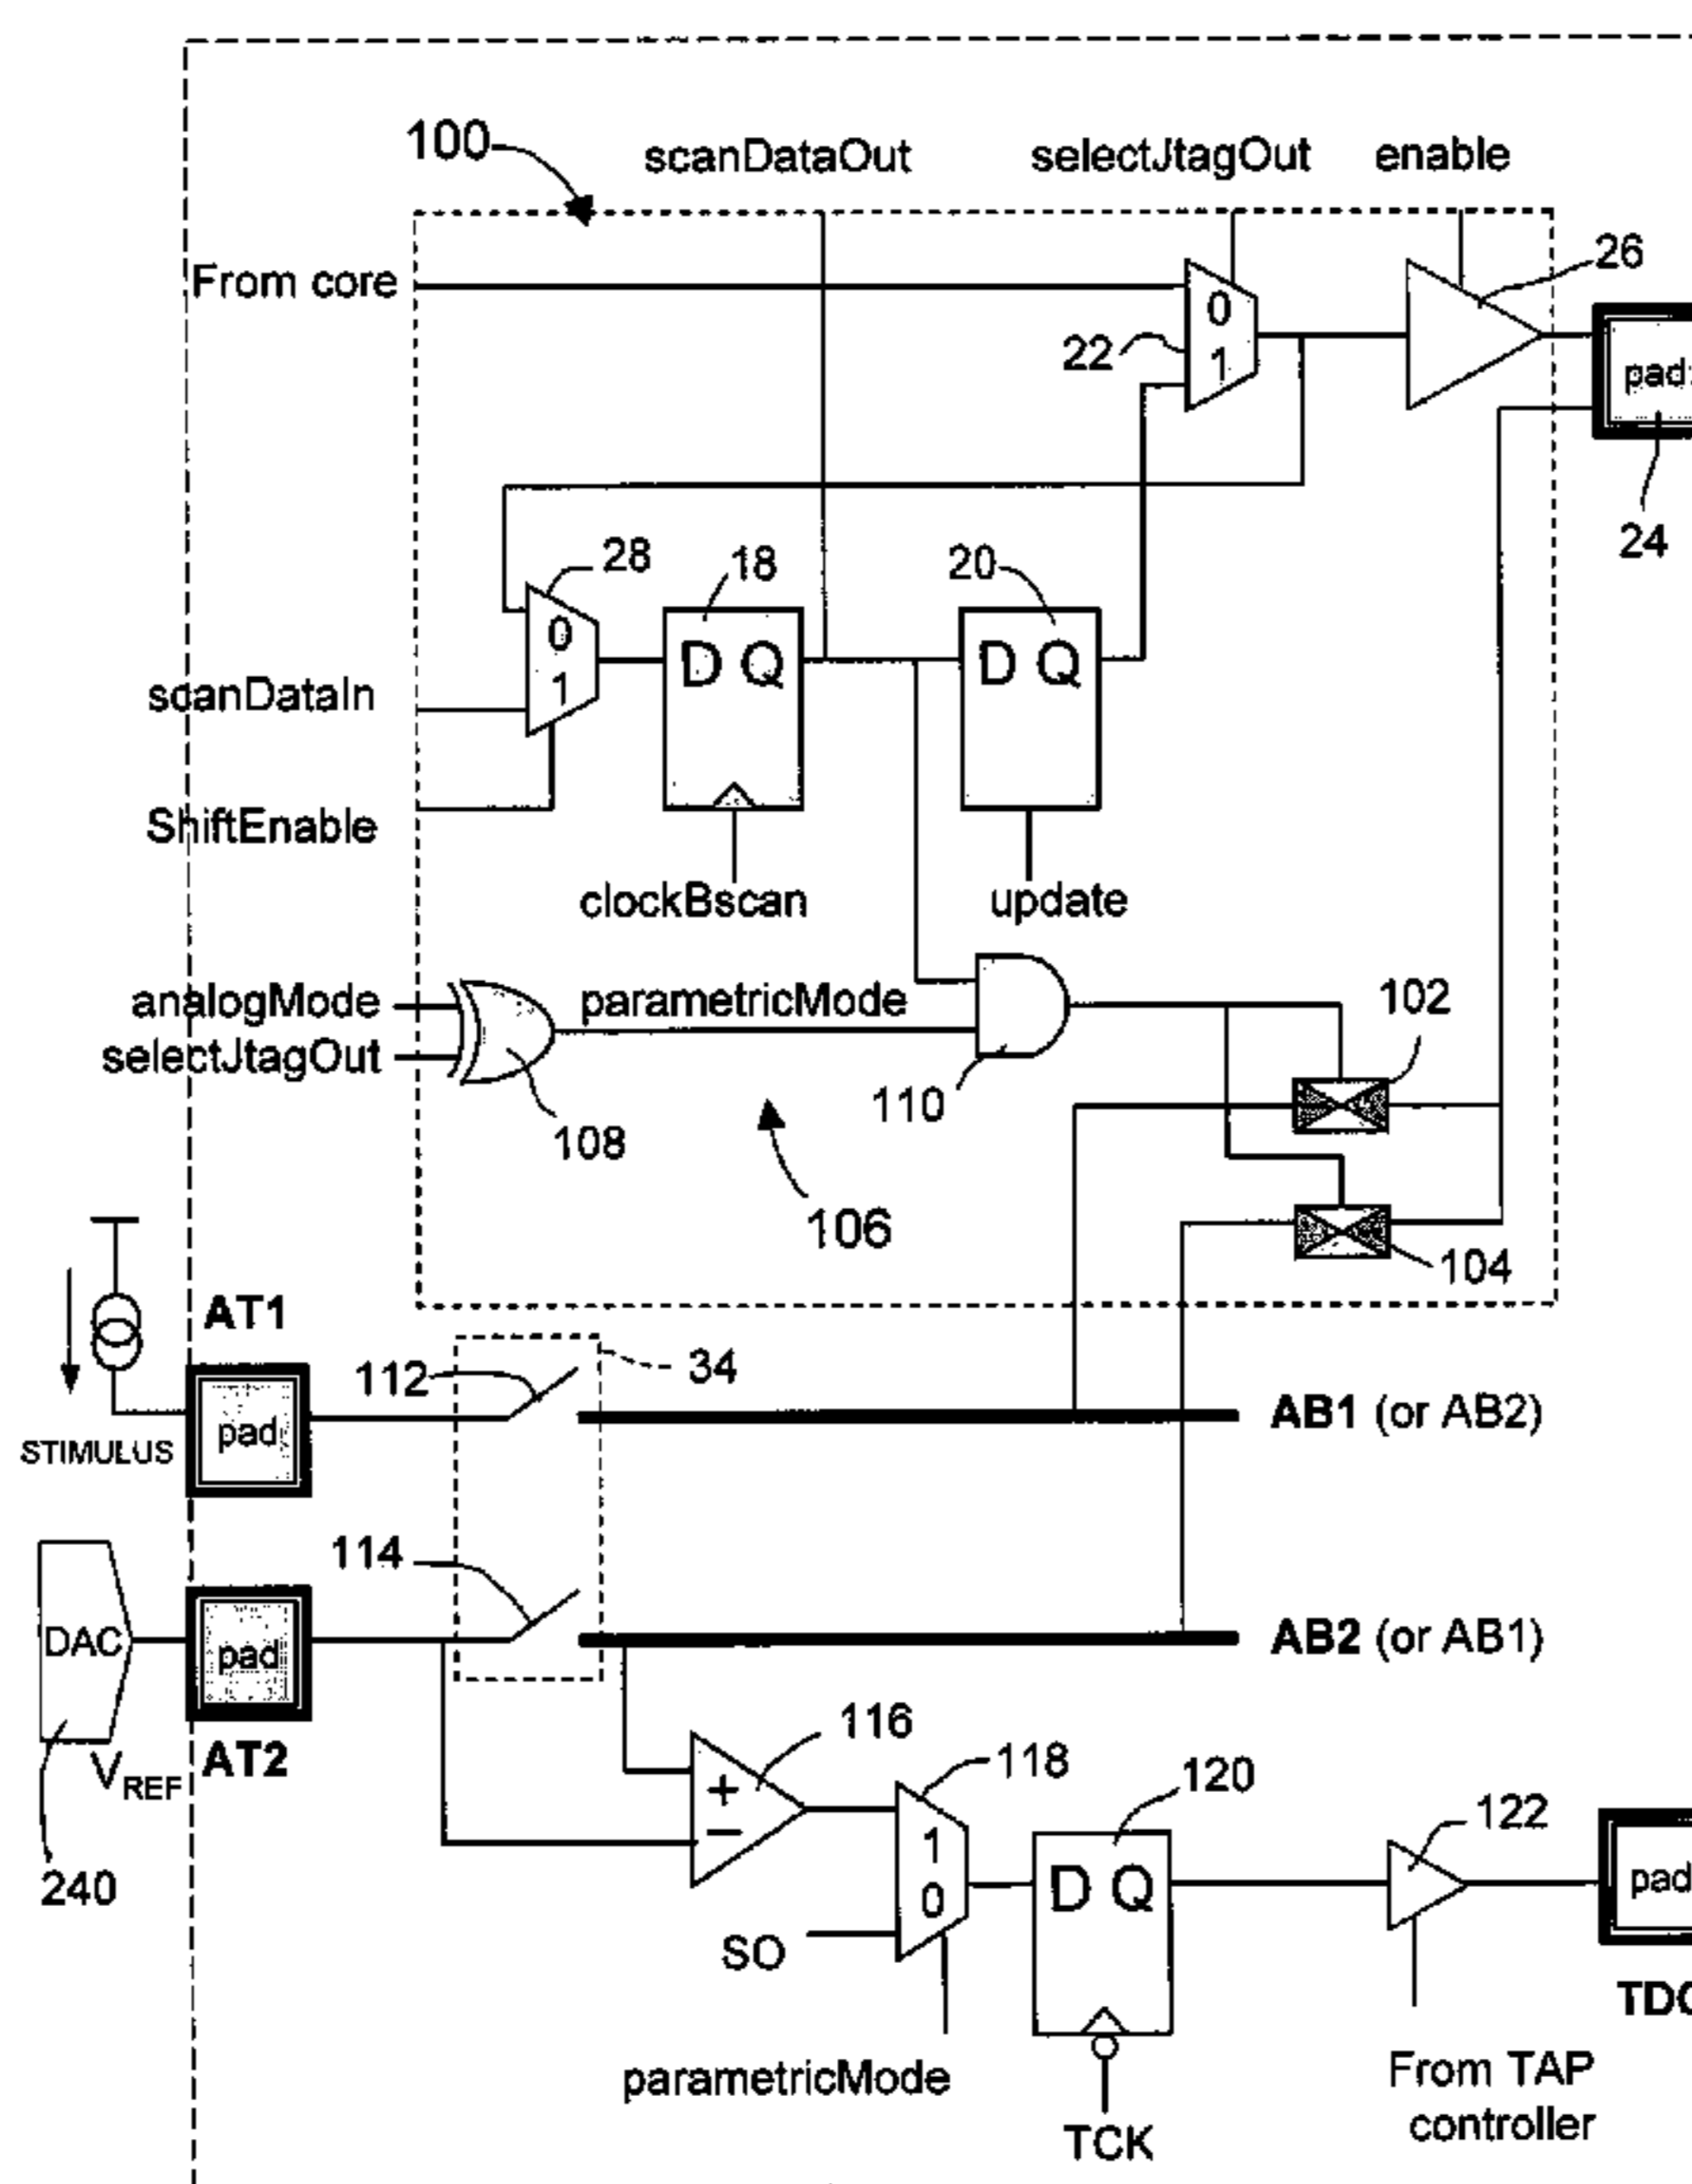 100
scanDataOut
selectJtagOut
enable
26
From core
0
1
22
pad
24
28
18
20
0
1
D Q
D Q
scanDataIn
ShiftEnable
clockBscan
update
analogMode
parametricMode
selectJtagOut
102
110
108
106
104
AT1
112
34
pad
STIMULUS
AB1 (or AB2)
114
DAC
pad
AB2 (or AB1)
116
118
120
122
VREF
AT2
+
−
1
0
D Q
pad
240
SO
parametricMode
TCK
From TAP
controller